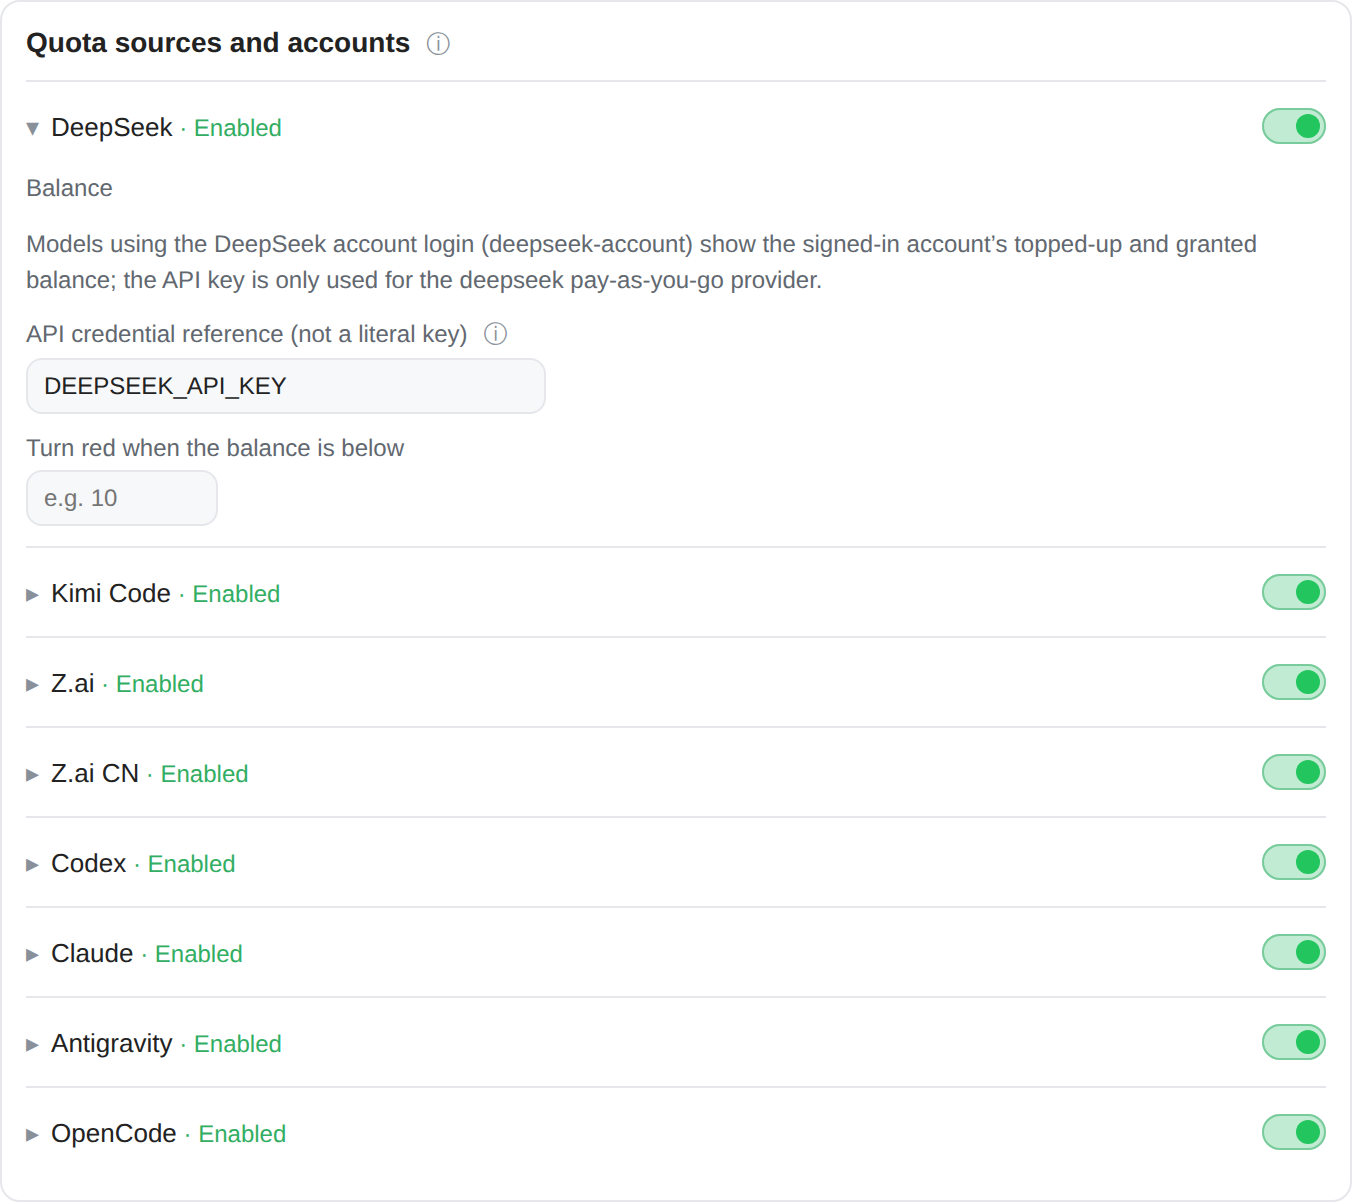 Quota sources and accounts ⓘ
▼ DeepSeek · Enabled
Balance
Models using the DeepSeek account login (deepseek-account) show the signed-in account’s topped-up and granted
balance; the API key is only used for the deepseek pay-as-you-go provider.
API credential reference (not a literal key) ⓘ
DEEPSEEK_API_KEY
Turn red when the balance is below
e.g. 10
▶ Kimi Code · Enabled
▶ Z.ai · Enabled
▶ Z.ai CN · Enabled
▶ Codex · Enabled
▶ Claude · Enabled
▶ Antigravity · Enabled
▶ OpenCode · Enabled